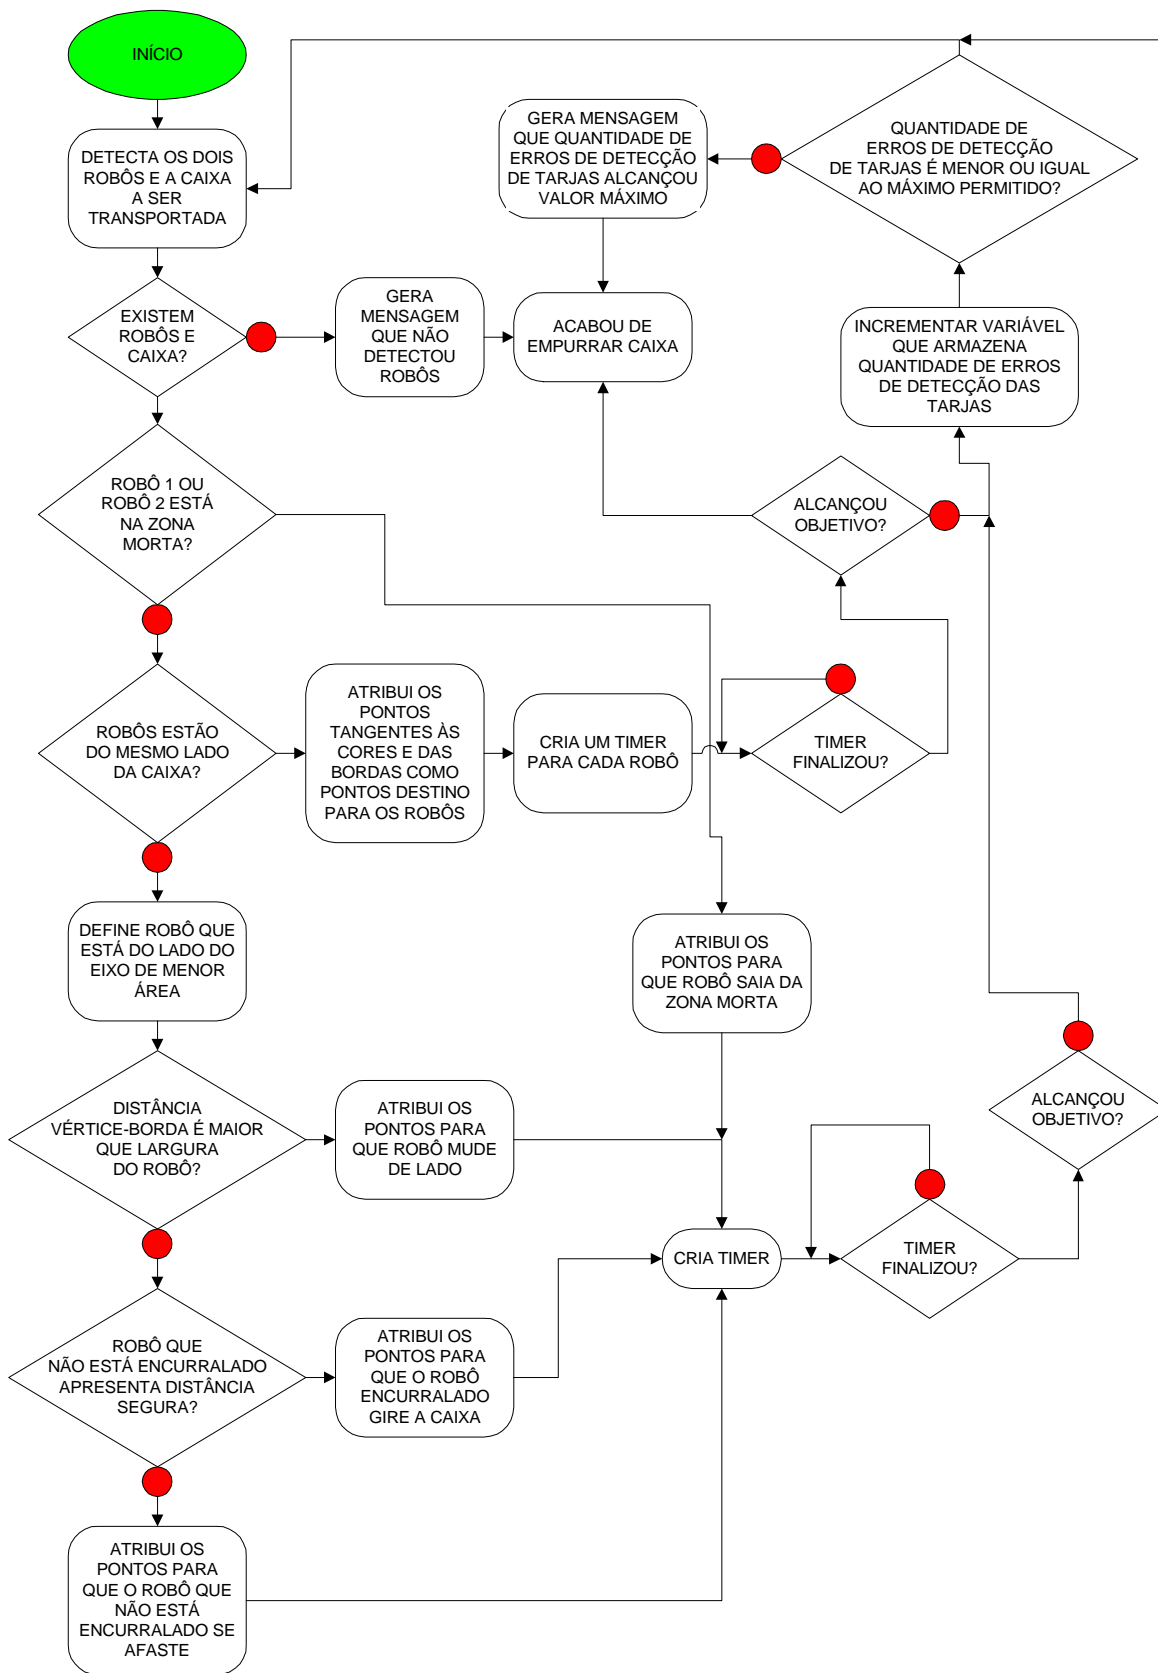 INÍCIO
DETECTA OS DOIS
ROBÔS E A CAIXA
A SER
TRANSPORTADA
GERA MENSAGEM
QUE QUANTIDADE DE
ERROS DE DETECÇÃO
DE TARJAS ALCANÇOU
VALOR MÁXIMO
QUANTIDADE DE
ERROS DE DETECÇÃO
DE TARJAS É MENOR OU IGUAL
AO MÁXIMO PERMITIDO?
EXISTEM
ROBÔS E
CAIXA?
GERA
MENSAGEM
QUE NÃO
DETECTOU
ROBÔS
ACABOU DE
EMPURRAR CAIXA
INCREMENTAR VARIÁVEL
QUE ARMAZENA
QUANTIDADE DE ERROS
DE DETECÇÃO DAS
TARJAS
ROBÔ 1 OU
ROBÔ 2 ESTÁ
NA ZONA
MORTA?
ALCANÇOU
OBJETIVO?
ROBÔS ESTÃO
DO MESMO LADO
DA CAIXA?
ATRIBUI OS
PONTOS
TANGENTES ÀS
CORES E DAS
BORDAS COMO
PONTOS DESTINO
PARA OS ROBÔS
CRIA UM TIMER
PARA CADA ROBÔ
TIMER
FINALIZOU?
DEFINE ROBÔ QUE
ESTÁ DO LADO DO
EIXO DE MENOR
ÁREA
ATRIBUI OS
PONTOS PARA
QUE ROBÔ SAIA DA
ZONA MORTA
DISTÂNCIA
VÉRTICE-BORDA É MAIOR
QUE LARGURA
DO ROBÔ?
ATRIBUI OS
PONTOS PARA
QUE ROBÔ MUDE
DE LADO
ALCANÇOU
OBJETIVO?
CRIA TIMER
TIMER
FINALIZOU?
ROBÔ QUE
NÃO ESTÁ ENCURRALADO
APRESENTA DISTÂNCIA
SEGURA?
ATRIBUI OS
PONTOS PARA
QUE O ROBÔ
ENCURRALADO
GIRE A CAIXA
ATRIBUI OS
PONTOS PARA
QUE O ROBÔ QUE
NÃO ESTÁ
ENCURRALADO SE
AFASTE